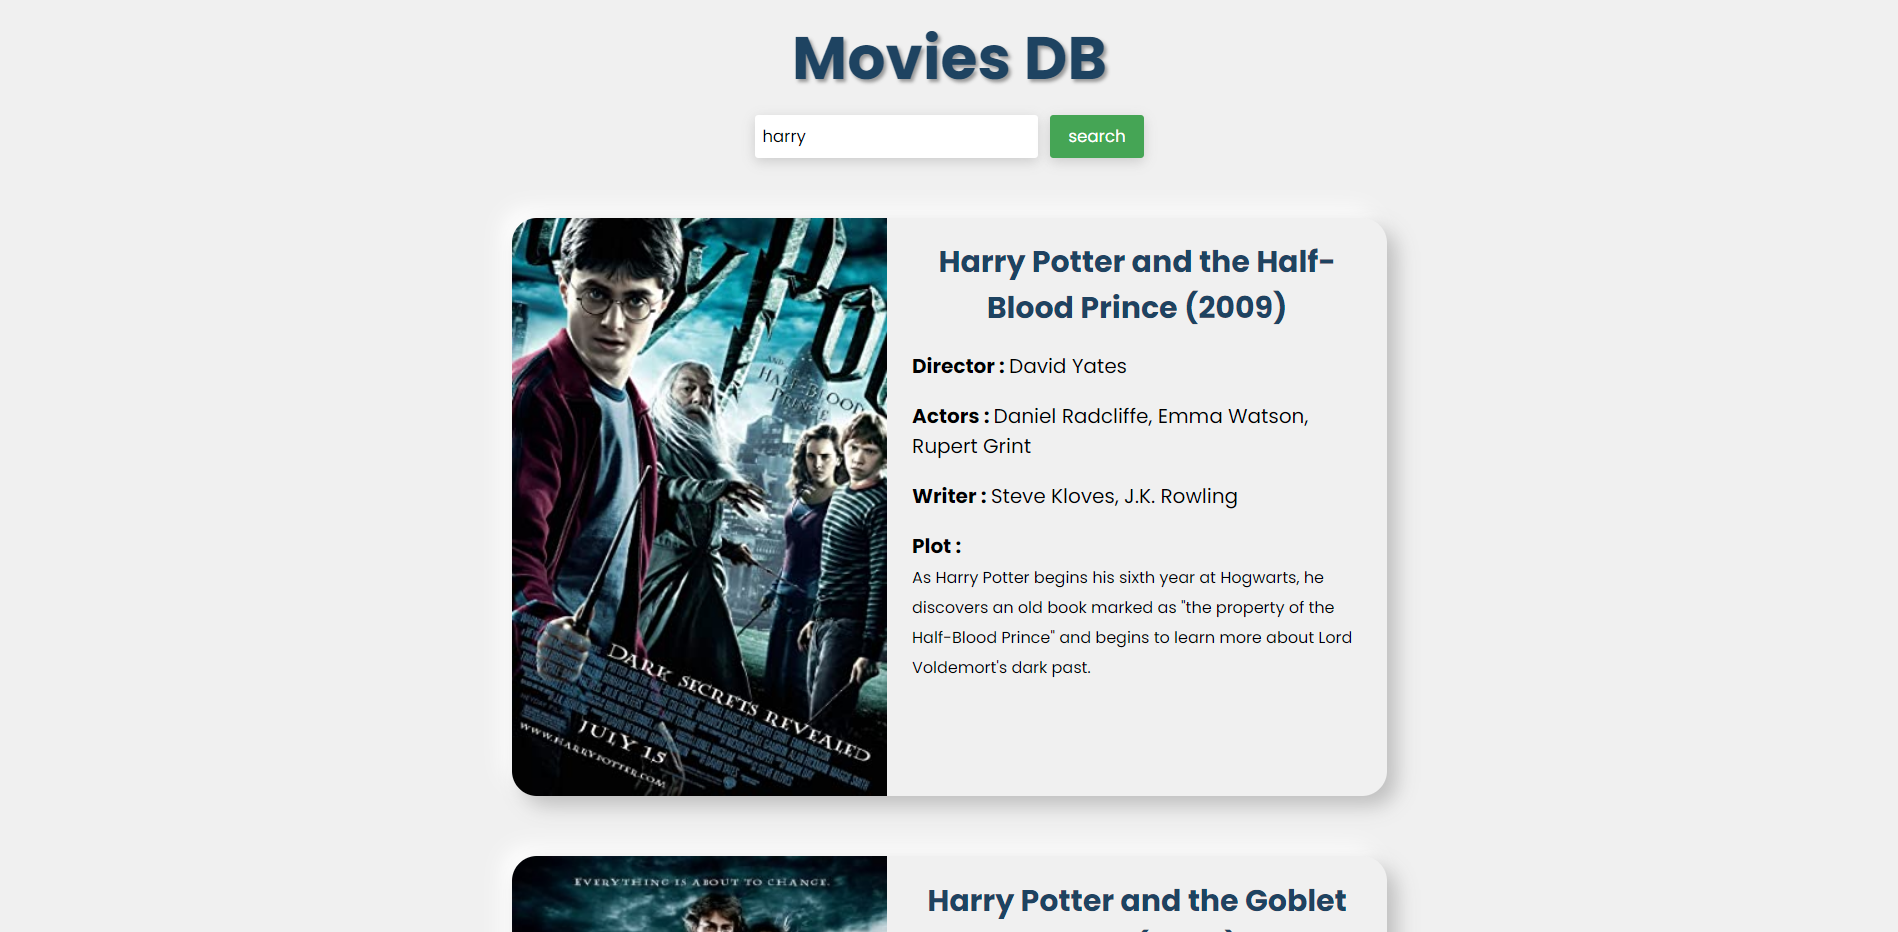 Movies DB
harry
search
Harry Potter and the Half-
Blood Prince (2009)
Director : David Yates
Actors : Daniel Radcliffe, Emma Watson,
Rupert Grint
Writer : Steve Kloves, J.K. Rowling
Plot :
As Harry Potter begins his sixth year at Hogwarts, he
discovers an old book marked as "the property of the
Half-Blood Prince" and begins to learn more about Lord
Voldemort's dark past.
AND THE
HALF-BLOOD
PRINCE
DARK SECRETS REVEALED
JULY 15
WWW.HARRYPOTTER.COM
EVERYTHING IS ABOUT TO CHANGE.
Harry Potter and the Goblet